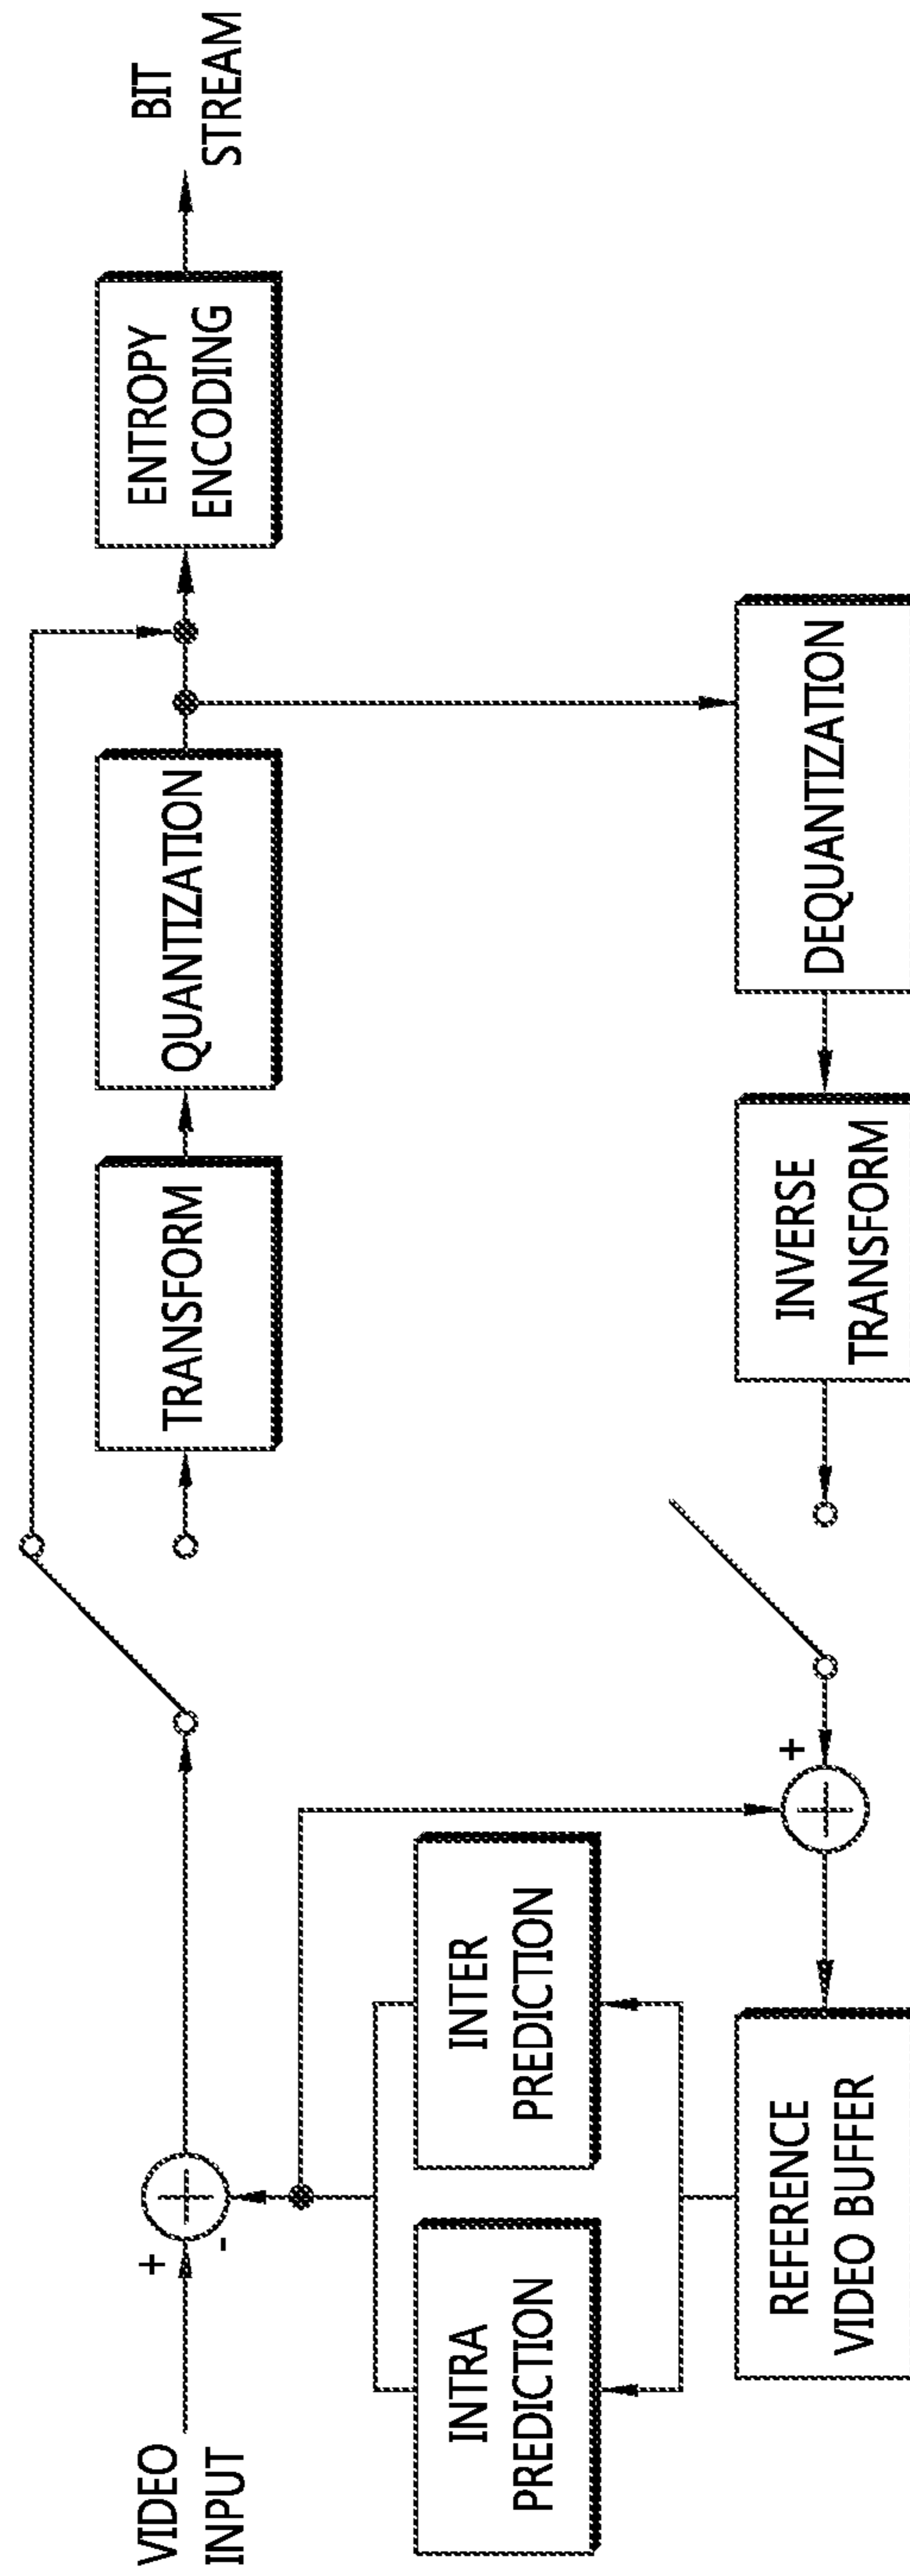 VIDEO
INPUT
+
-
TRANSFORM
QUANTIZATION
ENTROPY
ENCODING
BIT
STREAM
INTRA
PREDICTION
INTER
PREDICTION
+
REFERENCE
VIDEO BUFFER
INVERSE
TRANSFORM
DEQUANTIZATION